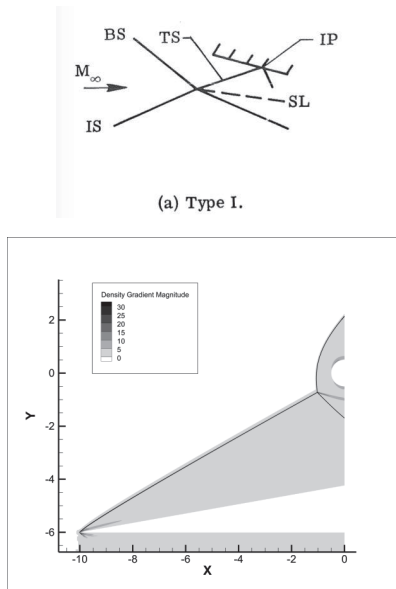 BS
TS
IP
M∞
SL
IS
(a) Type I.
Density Gradient Magnitude
30
25
20
15
10
5
0
2
0
-2
-4
-6
Y
-10
-8
-6
-4
-2
0
X